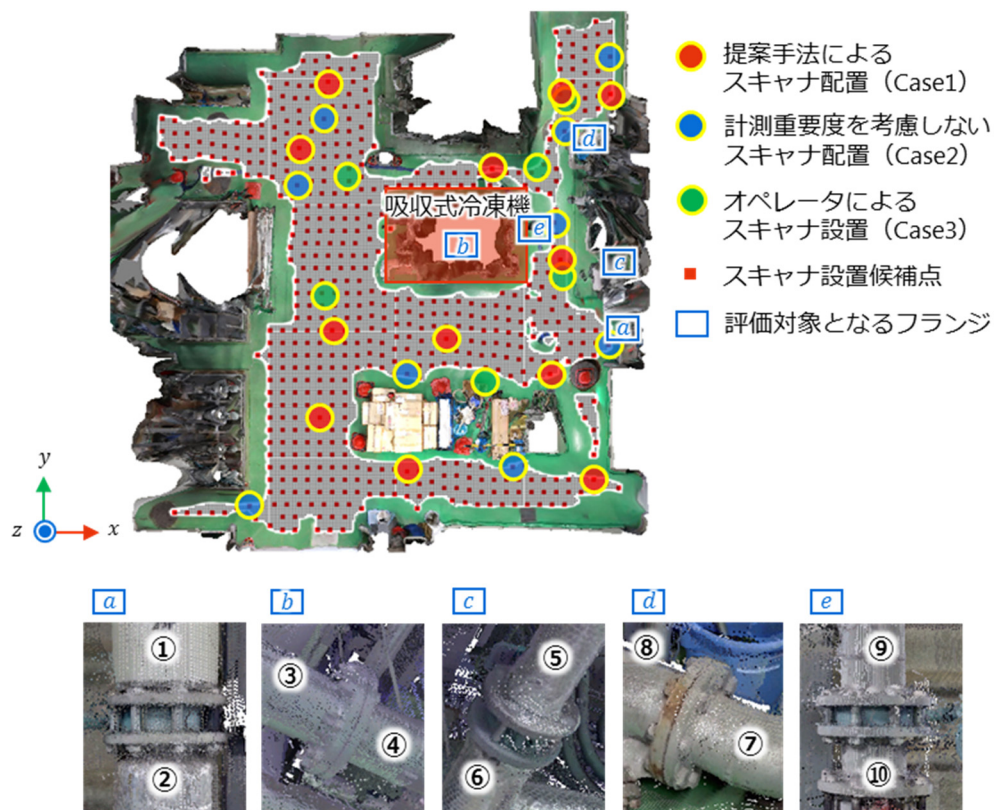 提案手法による
スキャナ配置（Case1）
計測重要度を考慮しない
スキャナ配置（Case2）
オペレータによる
スキャナ設置（Case3）
スキャナ設置候補点
評価対象となるフランジ
d
吸収式冷凍機
e
b
c
a
y
z
x
a
b
c
d
e
①
②
③
④
⑤
⑥
⑧
⑦
⑨
⑩